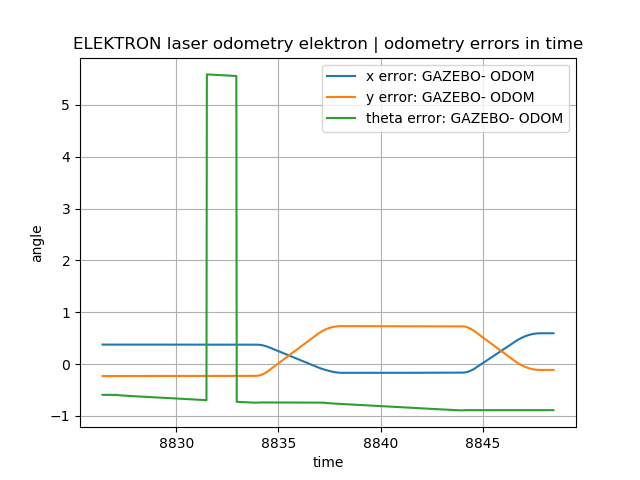 ELEKTRON laser odometry elektron | odometry errors in time
x error: GAZEBO- ODOM
y error: GAZEBO- ODOM
theta error: GAZEBO- ODOM
5
4
3
2
1
0
−1
angle
8830 8835 8840 8845
time